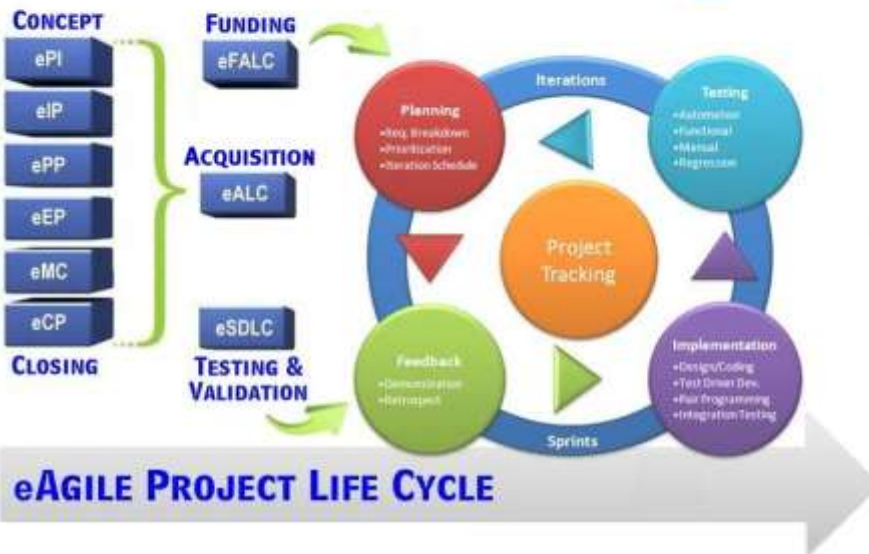 CONCEPT
ePI
eIP
ePP
eEP
eMC
eCP
CLOSING
FUNDING
eFALC
ACQUISITION
eALC
eSDLC
TESTING &
VALIDATION
Iterations
Planning
•Req. Breakdown
•Prioritization
•Iteration Schedule
Testing
•Automation
•Functional
•Manual
•Regression
Project
Tracking
Feedback
•Demonstration
•Retrospect
Implementation
•Design/Coding
•Test Driver Dev.
•Pair Programming
•Integration Testing
Sprints
eAGILE PROJECT LIFE CYCLE